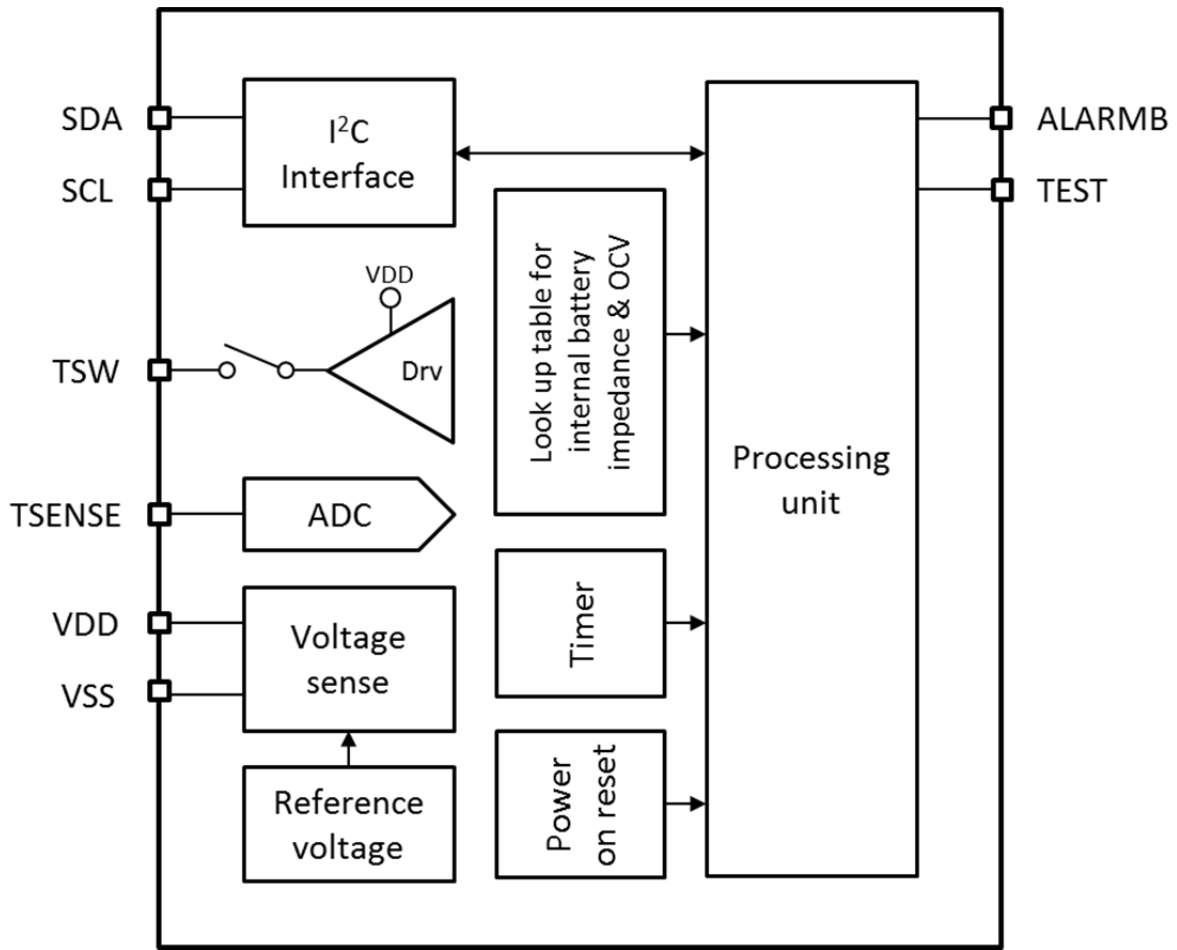 SDA
SCL
I²C
Interface
ALARMB
TEST
VDD
TSW
Drv
Look up table for
internal battery
impedance & OCV
Processing
unit
TSENSE
ADC
VDD
VSS
Voltage
sense
Timer
Reference
voltage
Power
on reset